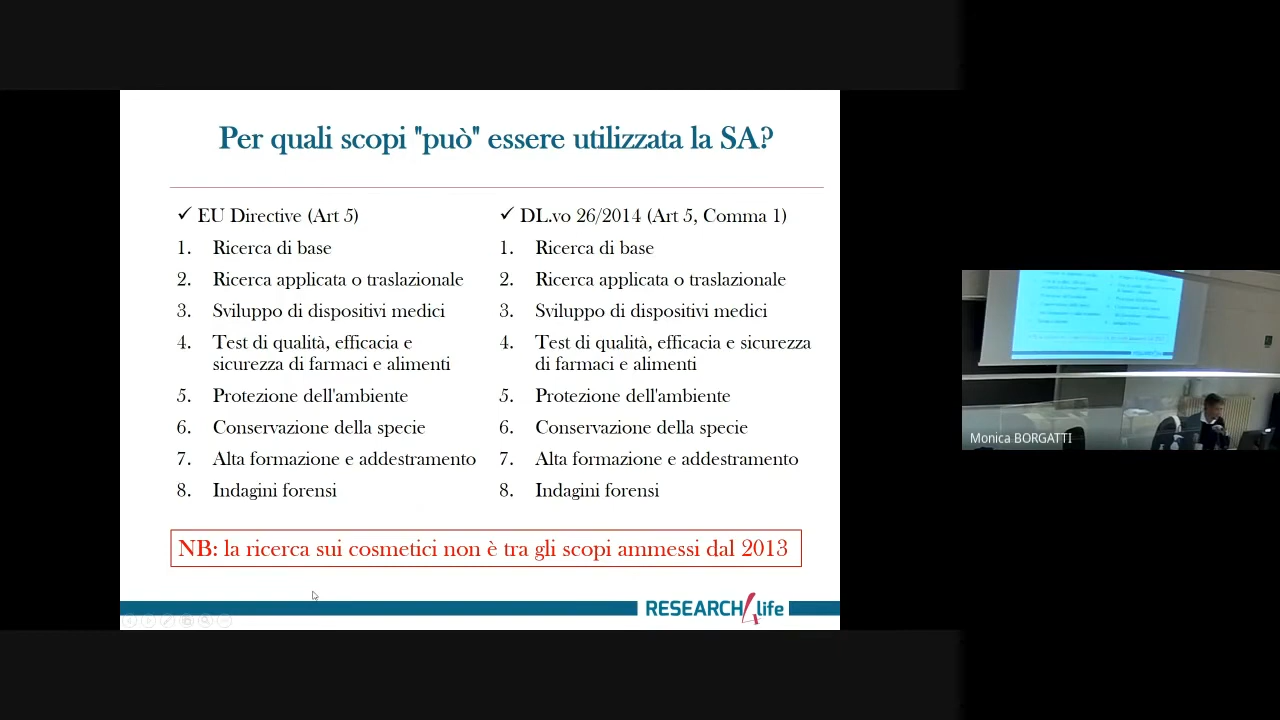 Per quali scopi "può" essere utilizzata la SA?
✓ EU Directive (Art 5)
1. Ricerca di base
2. Ricerca applicata o traslazionale
3. Sviluppo di dispositivi medici
4. Test di qualità, efficacia e
sicurezza di farmaci e alimenti
5. Protezione dell'ambiente
6. Conservazione della specie
7. Alta formazione e addestramento
8. Indagini forensi
✓ DL.vo 26/2014 (Art 5, Comma 1)
1. Ricerca di base
2. Ricerca applicata o traslazionale
3. Sviluppo di dispositivi medici
4. Test di qualità, efficacia e sicurezza
di farmaci e alimenti
5. Protezione dell'ambiente
6. Conservazione della specie
7. Alta formazione e addestramento
8. Indagini forensi
NB: la ricerca sui cosmetici non è tra gli scopi ammessi dal 2013
RESEARCH4life
Monica BORGATTI